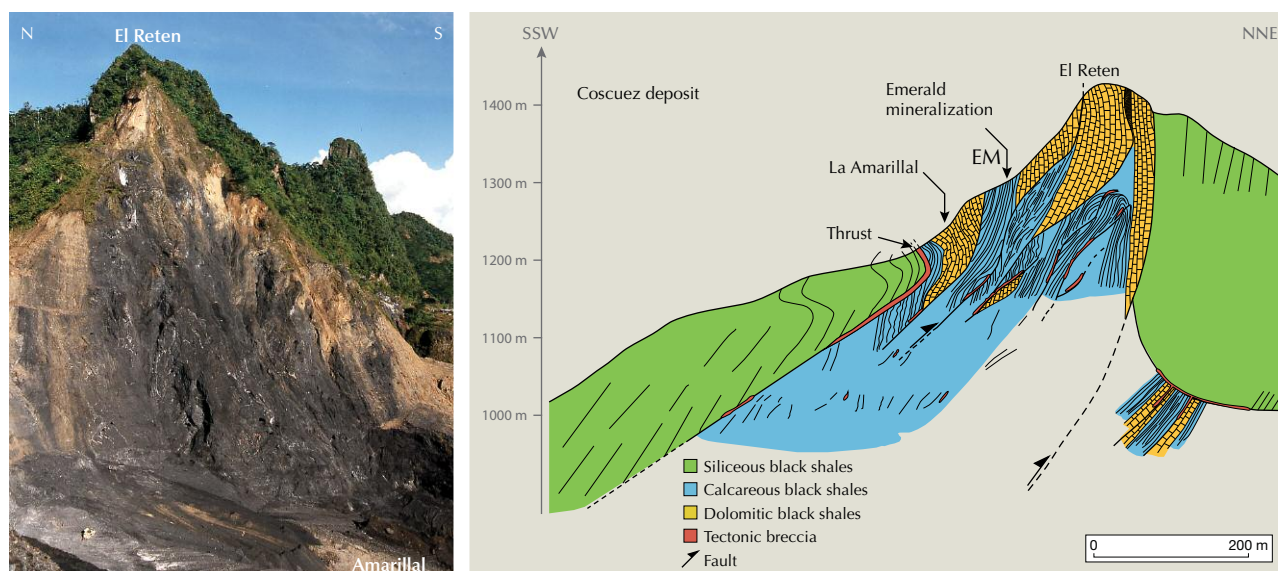 N
El Reten
S
Amarillal
SSW
NNE
1400 m
1300 m
1200 m
1100 m
1000 m
Coscuez deposit
Emerald
mineralization
El Reten
EM
La Amarillal
Thrust
Siliceous black shales
Calcareous black shales
Dolomitic black shales
Tectonic breccia
Fault
0
200 m